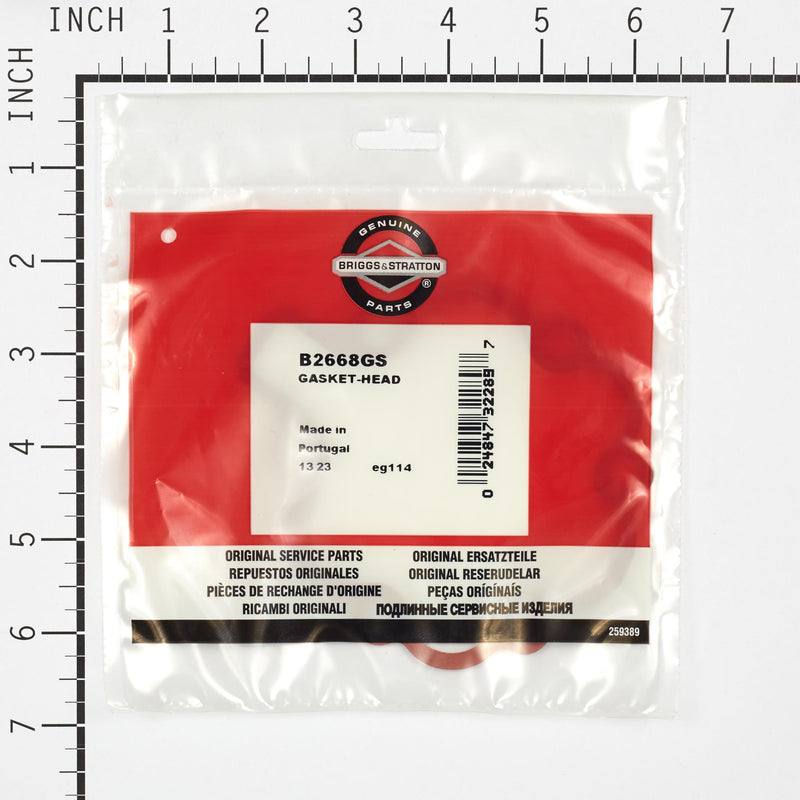 INCH 1 2 3 4 5 6 7
INCH 1 2 3 4 5 6 7
GENUINE
BRIGGS&STRATTON
®
PARTS
B2668GS
GASKET-HEAD
Made in
Portugal
13 23 eg114
0 24847 32289 7
ORIGINAL SERVICE PARTS ORIGINAL ERSATZTEILE
REPUESTOS ORIGINALES ORIGINAL RESERUDELAR
PIÈCES DE RECHANGE D'ORIGINE PEÇAS ORIGÍNAIS
RICAMBI ORIGINALI ПОДЛИННЫЕ СЕРВИСНЫЕ ИЗДЕЛИЯ
259389